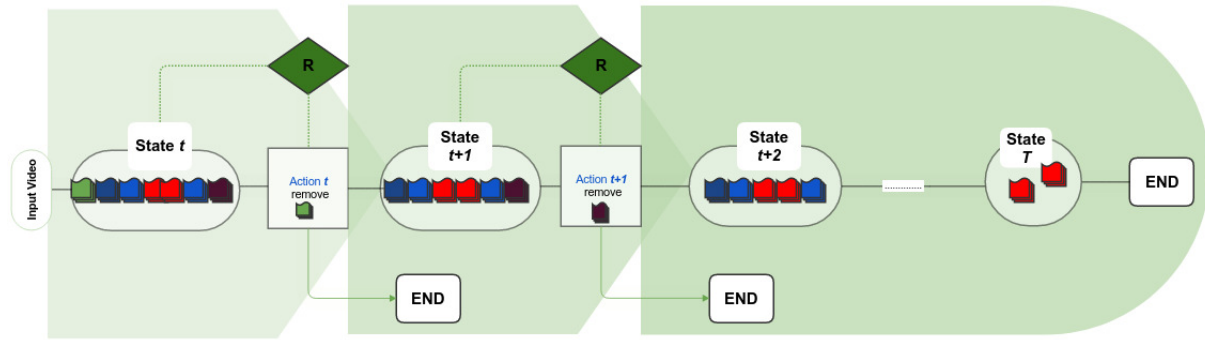 Input Video
State t
R
Action t
remove
END
State
t+1
R
Action t+1
remove
END
State
t+2
............
State
T
END